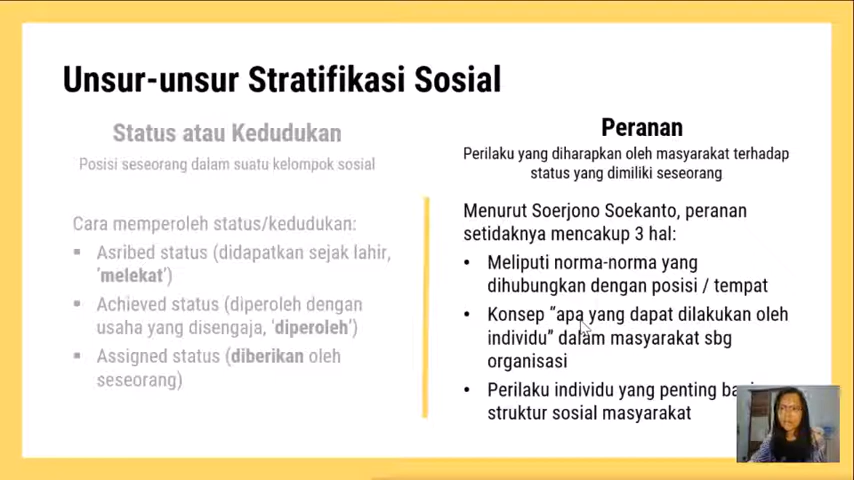 Unsur-unsur Stratifikasi Sosial
Status atau Kedudukan
Posisi seseorang dalam suatu kelompok sosial
Cara memperoleh status/kedudukan:
▪ Asribed status (didapatkan sejak lahir,
'melekat')
▪ Achieved status (diperoleh dengan
usaha yang disengaja, 'diperoleh')
▪ Assigned status (diberikan oleh
seseorang)
Peranan
Perilaku yang diharapkan oleh masyarakat terhadap
status yang dimiliki seseorang
Menurut Soerjono Soekanto, peranan
setidaknya mencakup 3 hal:
• Meliputi norma-norma yang
dihubungkan dengan posisi / tempat
• Konsep “apa yang dapat dilakukan oleh
individu” dalam masyarakat sbg
organisasi
• Perilaku individu yang penting
struktur sosial masyarakat